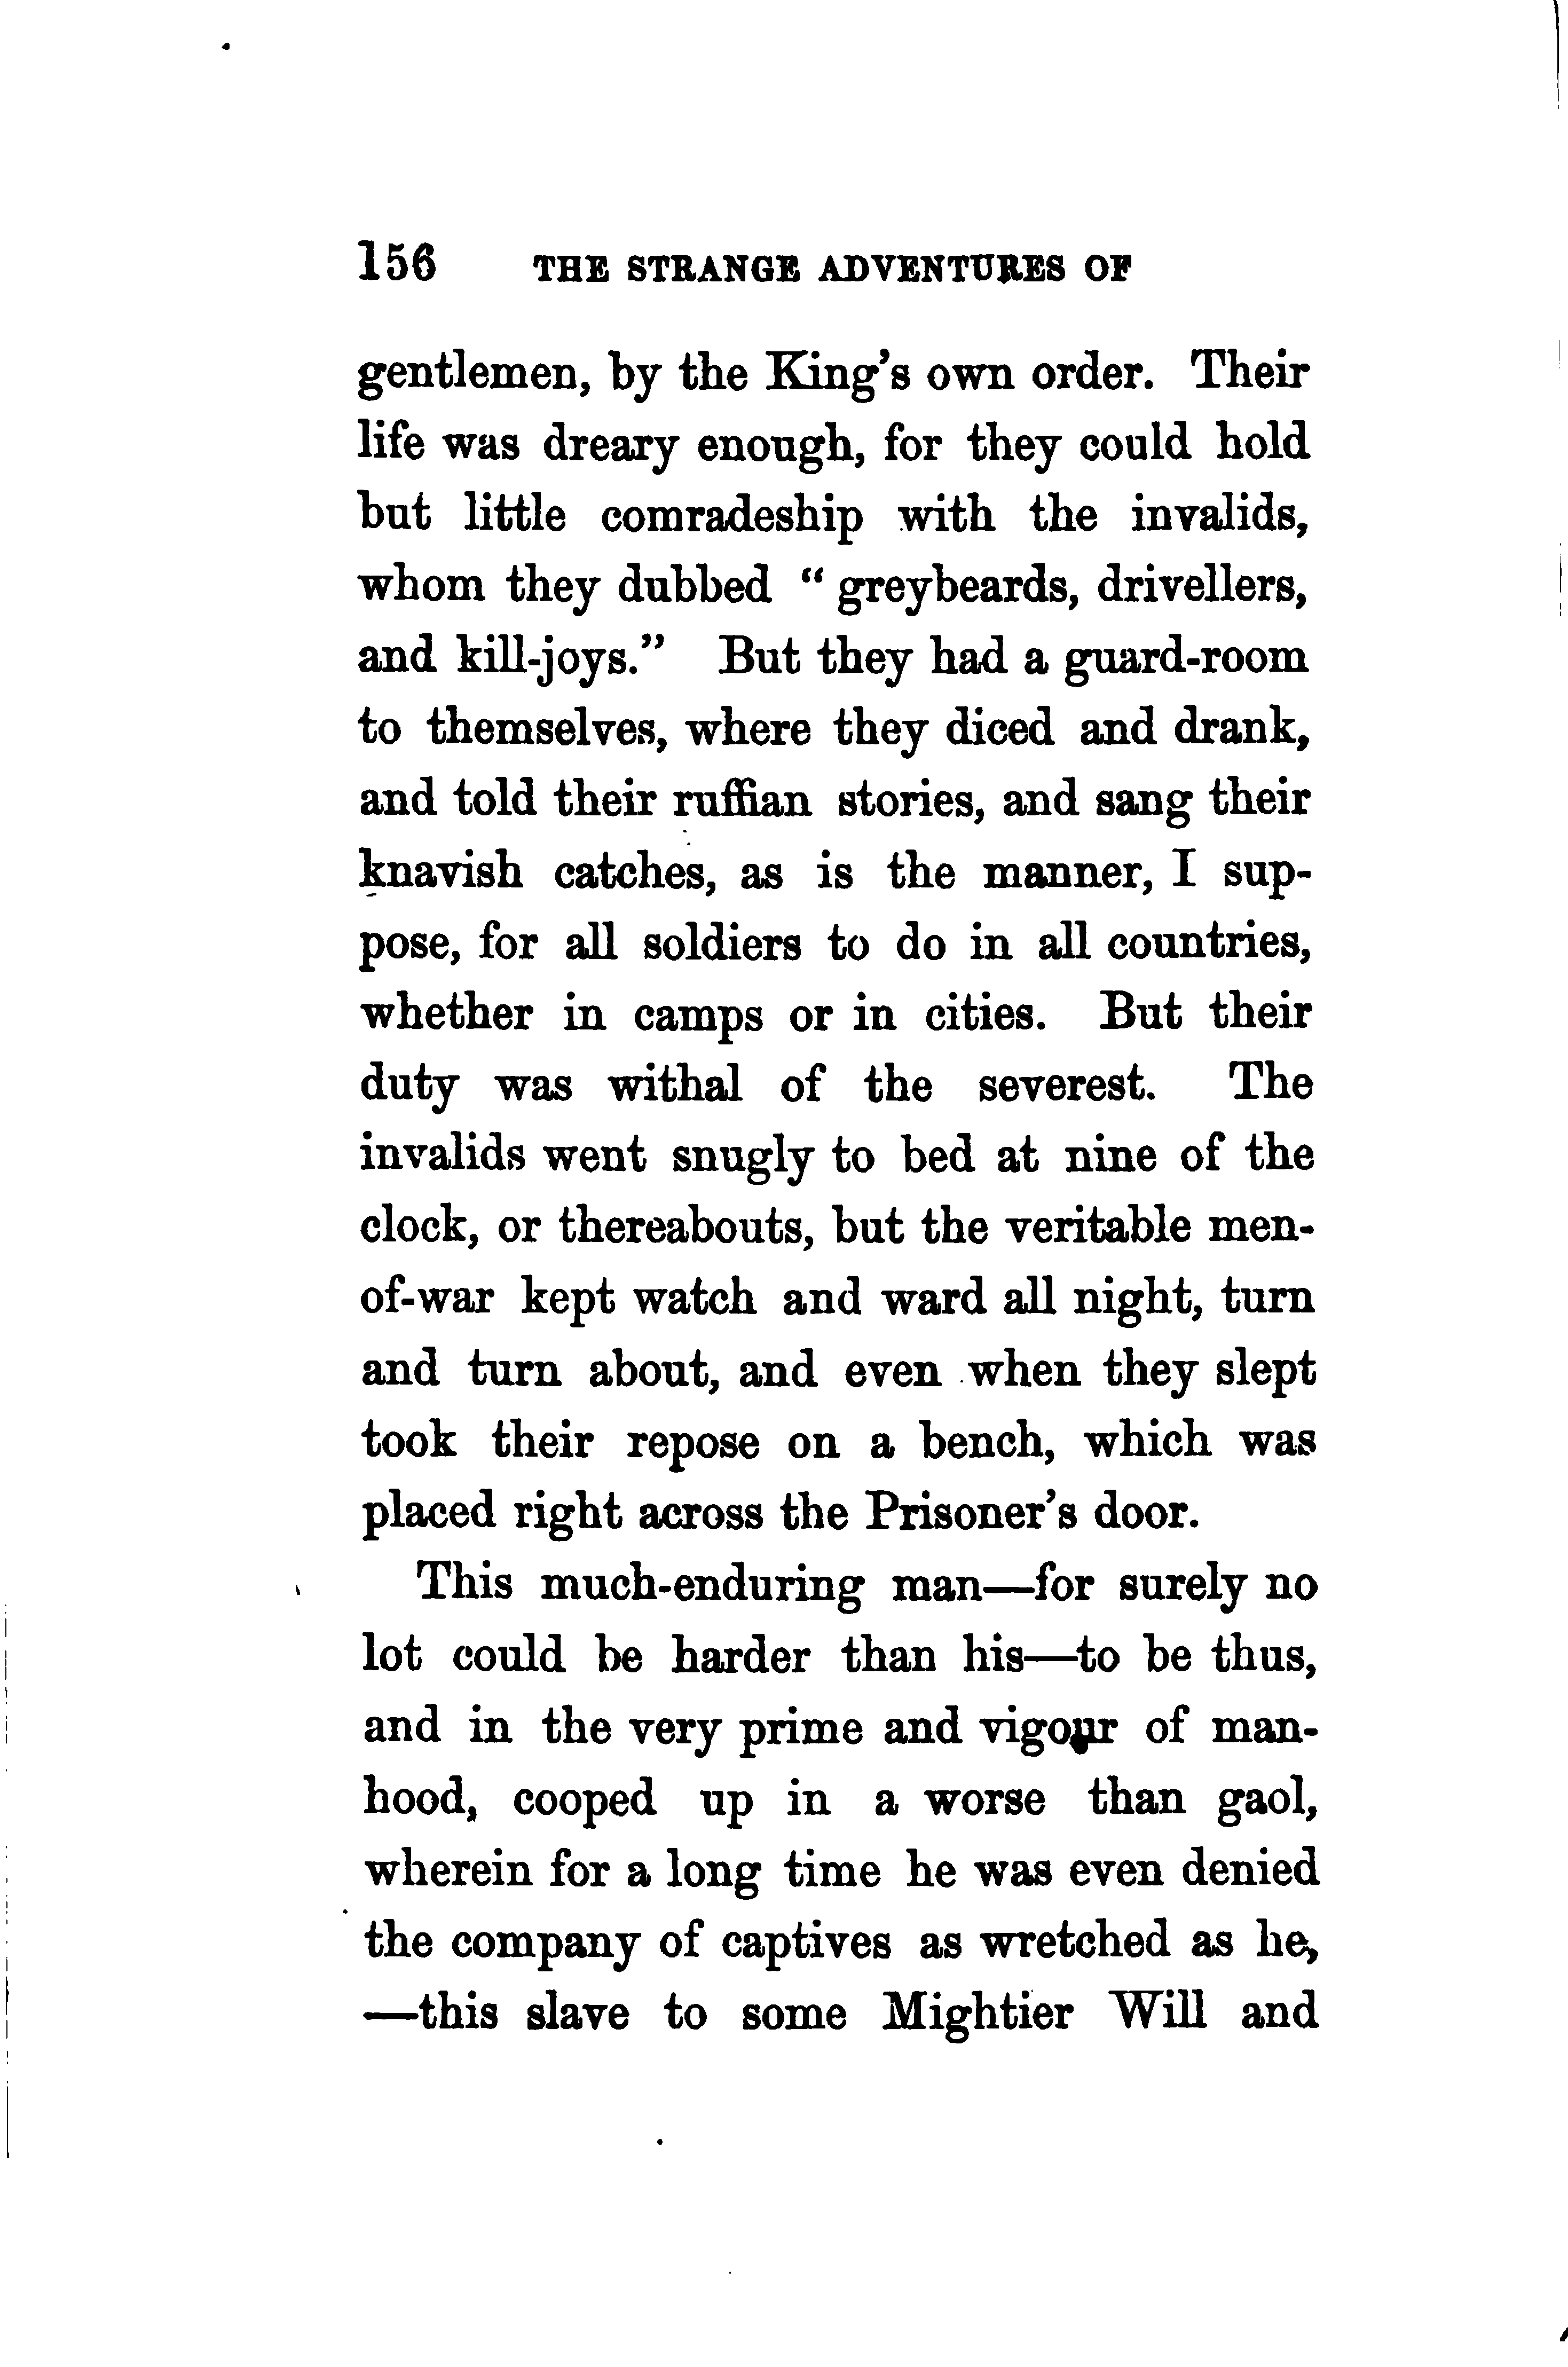 156 THE STRANGE ADVENTURES OF
gentlemen, by the King's own order. Their
life was dreary enough, for they could hold
but little comradeship with the invalids,
whom they dubbed " greybeards, drivellers,
and kill-joys." But they had a guard-room
to themselves, where they diced and drank,
and told their ruffian stories, and sang their
knavish catches, as is the manner, I sup-
pose, for all soldiers to do in all countries,
whether in camps or in cities. But their
duty was withal of the severest. The
invalids went snugly to bed at nine of the
clock, or thereabouts, but the veritable men-
of-war kept watch and ward all night, turn
and turn about, and even when they slept
took their repose on a bench, which was
placed right across the Prisoner's door.
This much-enduring man—for surely no
lot could be harder than his—to be thus,
and in the very prime and vigour of man-
hood, cooped up in a worse than gaol,
wherein for a long time he was even denied
the company of captives as wretched as he,
—this slave to some Mightier Will and